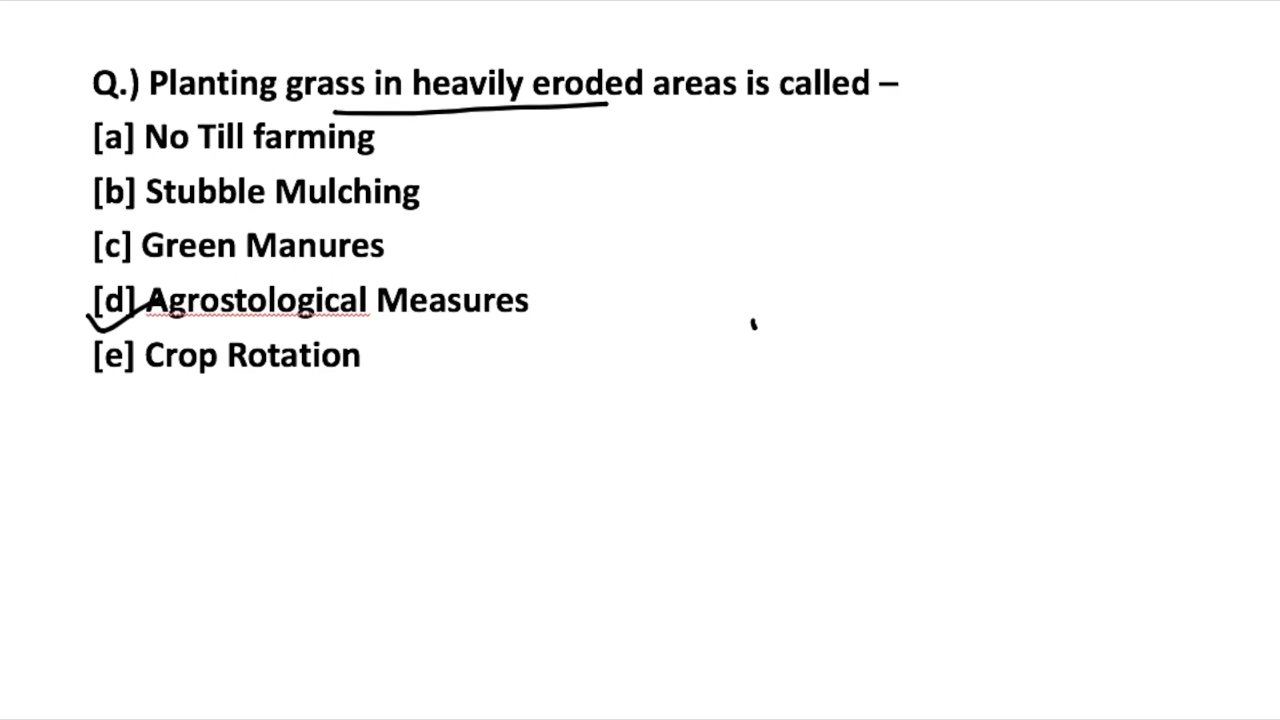 Q.) Planting grass in heavily eroded areas is called –
[a] No Till farming
[b] Stubble Mulching
[c] Green Manures
[d] Agrostological Measures
[e] Crop Rotation